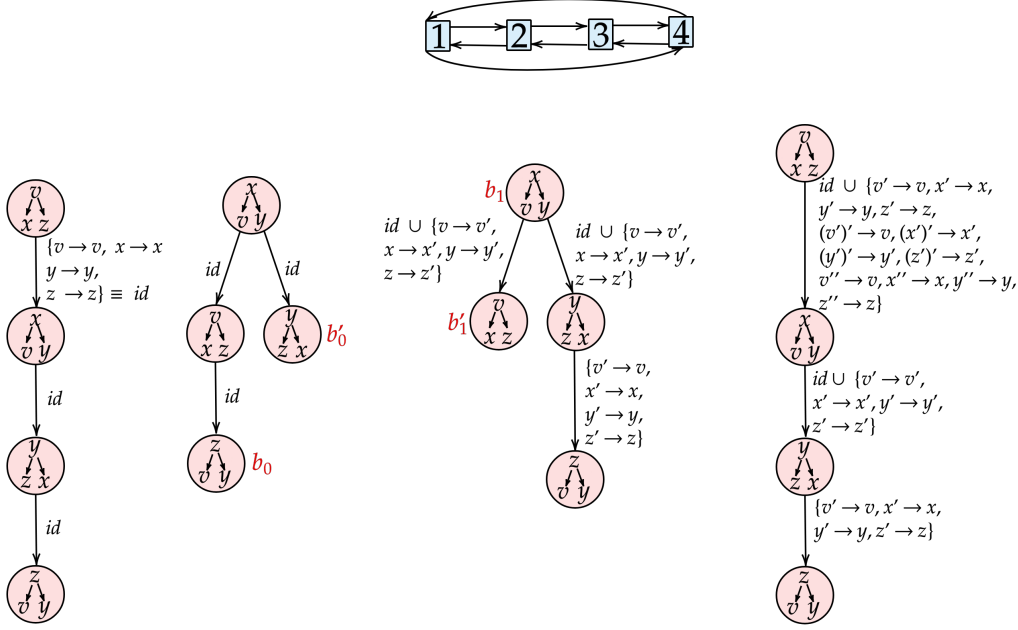 1 2 3 4
v
x z
{v → v, x → x
y → y,
z → z} ≡ id
x
v y
id
y
z x
id
z
v y
x
v y
id id
v
x z
y
z x
b′₀
id
z
v y
b₀
b₁
x
v y
id ∪ {v → v′,
x → x′, y → y′,
z → z′}
id ∪ {v → v′,
x → x′, y → y′,
z → z′}
b′₁
v
x z
y
z x
{v′ → v,
x′ → x,
y′ → y,
z′ → z}
z
v y
v
x z
id ∪ {v′ → v, x′ → x,
y′ → y, z′ → z,
(v′)′ → v, (x′)′ → x′,
(y′)′ → y′, (z′)′ → z′,
v′′ → v, x′′ → x, y′′ → y,
z′′ → z}
x
v y
id ∪ {v′ → v′,
x′ → x′, y′ → y′,
z′ → z′}
y
z x
{v′ → v, x′ → x,
y′ → y, z′ → z}
z
v y